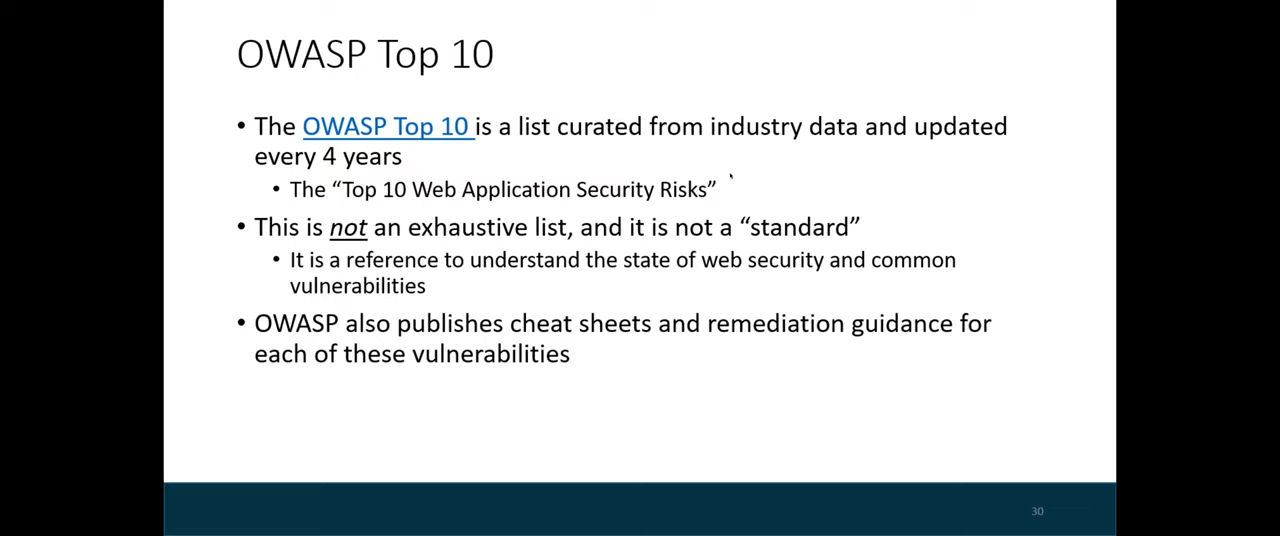 OWASP Top 10
• The OWASP Top 10 is a list curated from industry data and updated
every 4 years
• The “Top 10 Web Application Security Risks”
• This is not an exhaustive list, and it is not a “standard”
• It is a reference to understand the state of web security and common
vulnerabilities
• OWASP also publishes cheat sheets and remediation guidance for
each of these vulnerabilities
30